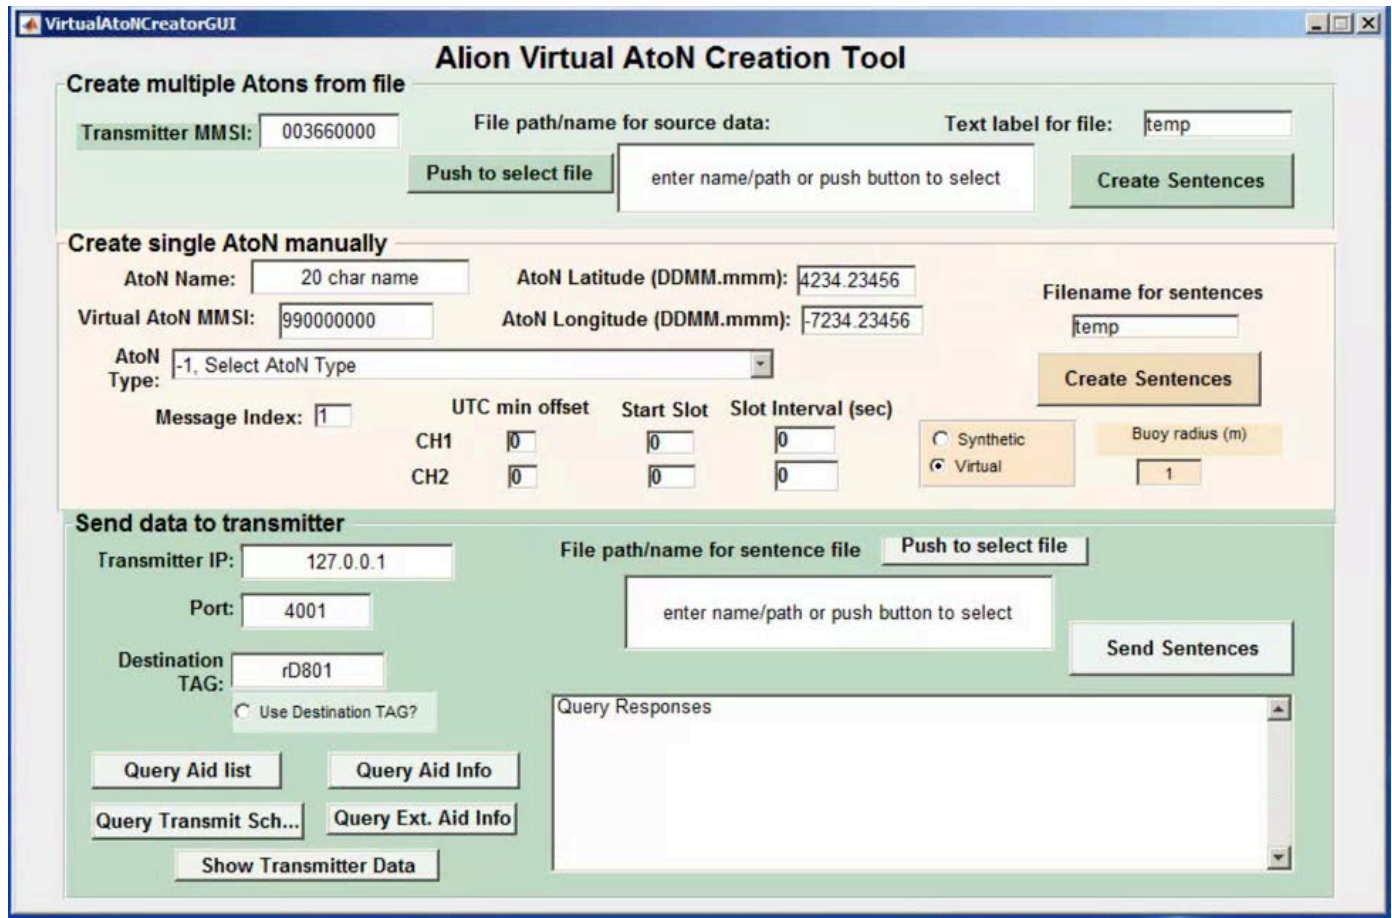 VirtualAtoNCreatorGUI
Alion Virtual AtoN Creation Tool
Create multiple Atons from file
Transmitter MMSI: 003660000
File path/name for source data:
Text label for file: temp
Push to select file
enter name/path or push button to select
Create Sentences
Create single AtoN manually
AtoN Name: 20 char name
AtoN Latitude (DDMM.mmm): 4234.23456
Filename for sentences
Virtual AtoN MMSI: 990000000
AtoN Longitude (DDMM.mmm): -7234.23456
temp
AtoN
Type: -1, Select AtoN Type
Create Sentences
Message Index: 1
UTC min offset Start Slot Slot Interval (sec)
CH1 0 0 0
CH2 0 0 0
Synthetic
Virtual
Buoy radius (m)
1
Send data to transmitter
Transmitter IP: 127.0.0.1
File path/name for sentence file Push to select file
Port: 4001
enter name/path or push button to select
Send Sentences
Destination
TAG: rD801
Use Destination TAG?
Query Responses
Query Aid list Query Aid Info
Query Transmit Sch... Query Ext. Aid Info
Show Transmitter Data